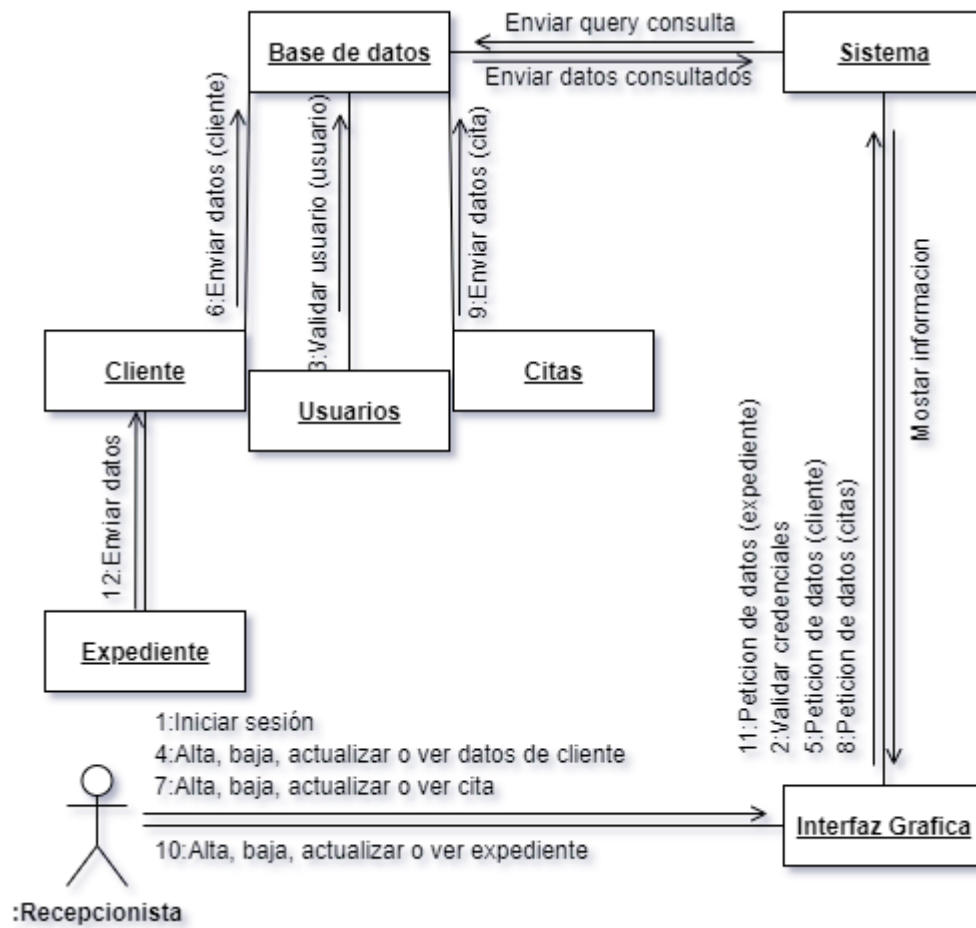 Enviar query consulta
Base de datos
Sistema
Enviar datos consultados
6:Enviar datos (cliente)
3:Validar usuario (usuario)
9:Enviar datos (cita)
Mostar informacion
Cliente
Usuarios
Citas
12:Enviar datos
11:Peticion de datos (expediente)
2:Validar credenciales
5:Peticion de datos (cliente)
8:Peticion de datos (citas)
Expediente
1:Iniciar sesión
4:Alta, baja, actualizar o ver datos de cliente
7:Alta, baja, actualizar o ver cita
Interfaz Grafica
10:Alta, baja, actualizar o ver expediente
:Recepcionista